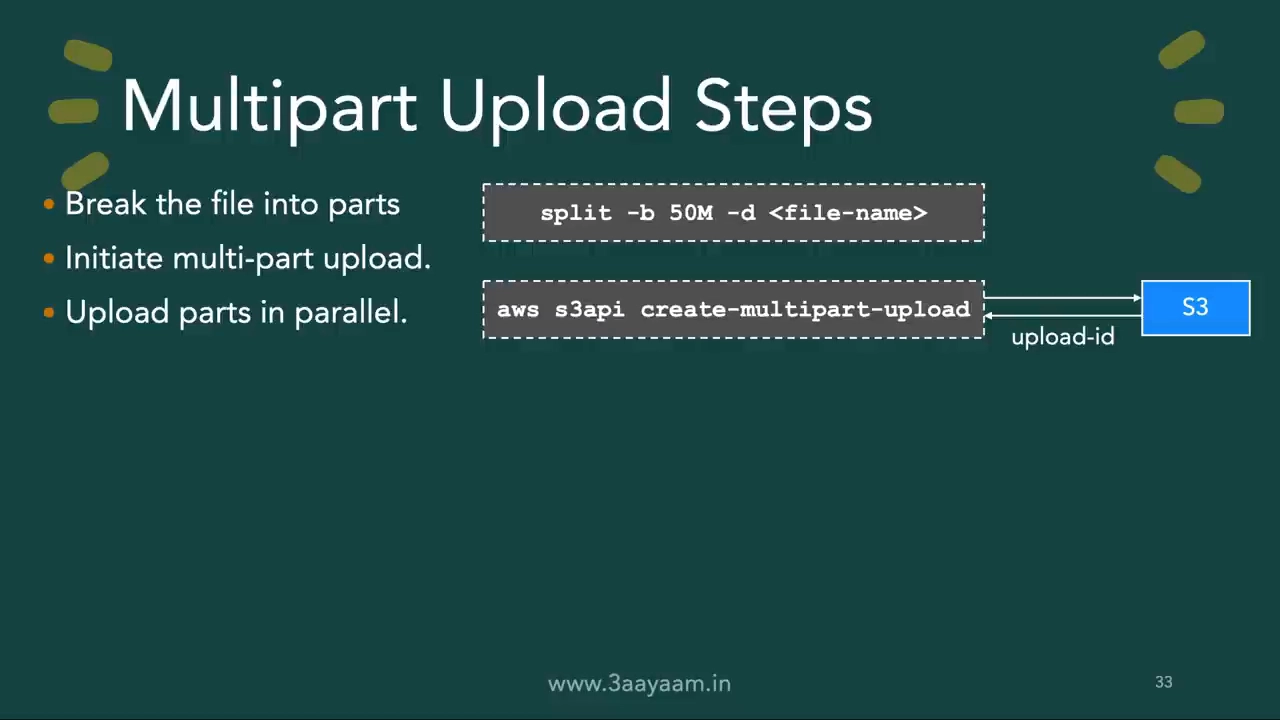 Multipart Upload Steps
• Break the file into parts
• Initiate multi-part upload.
• Upload parts in parallel.
split -b 50M -d <file-name>
aws s3api create-multipart-upload
S3
upload-id
www.3aayaam.in
33